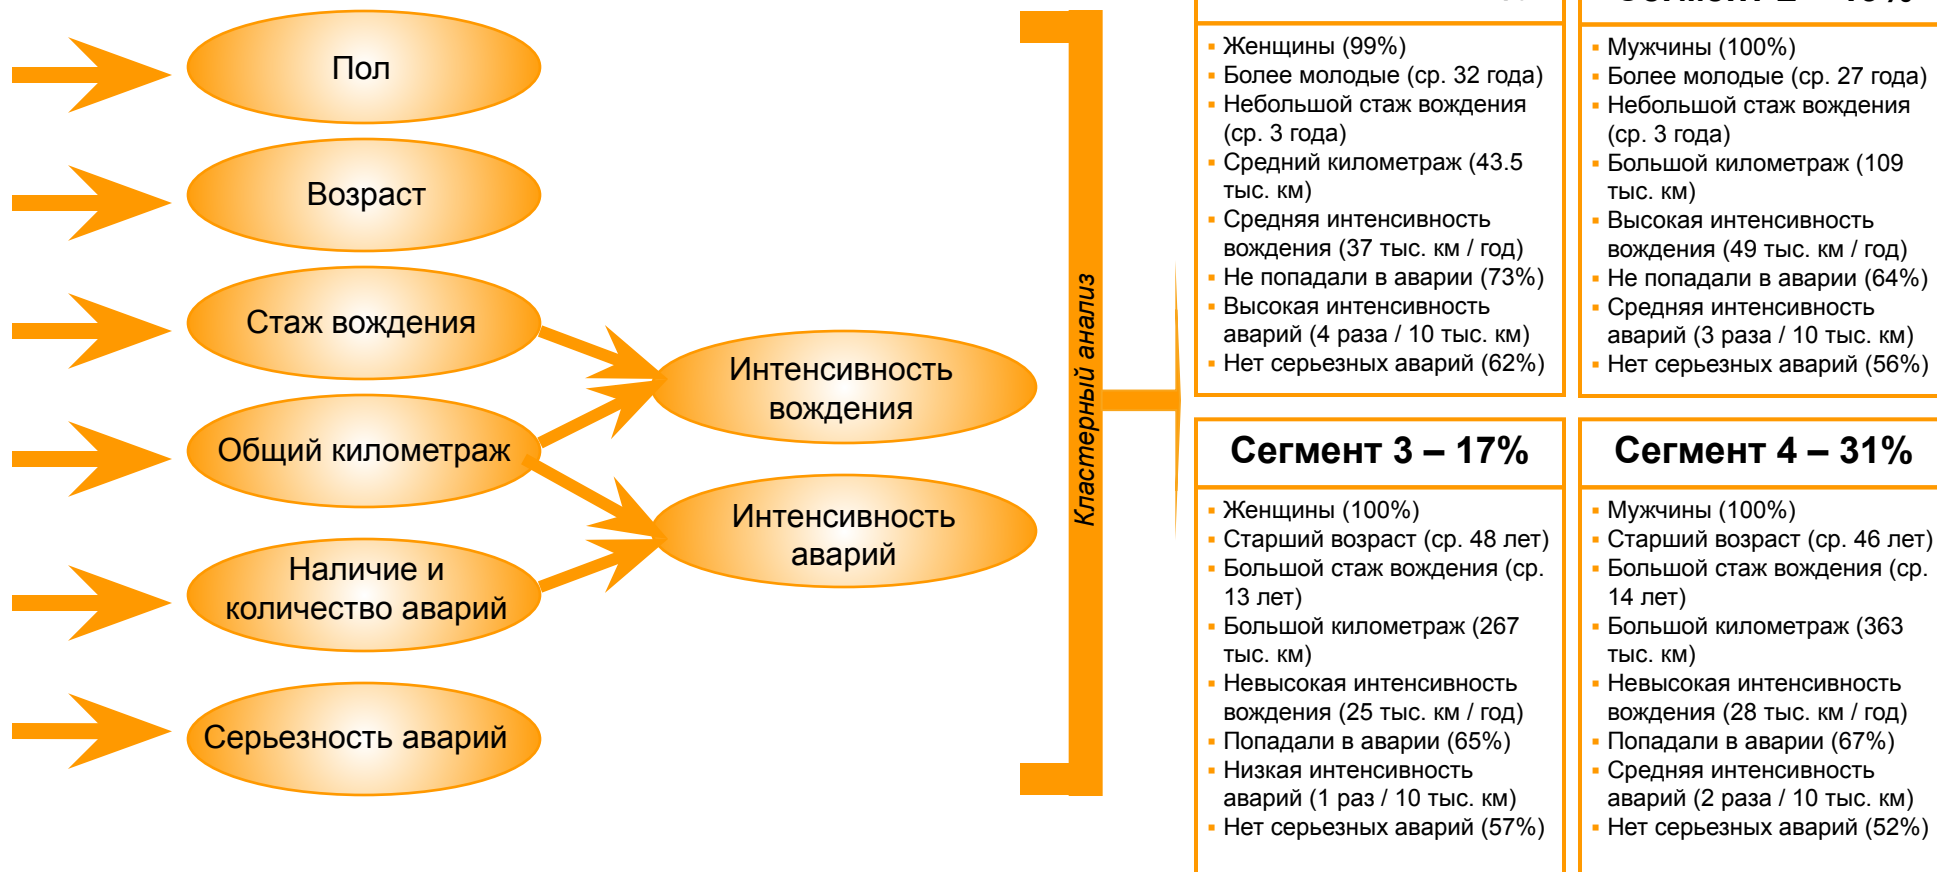 Пол
Возраст
Стаж вождения
Общий километраж
Наличие и
количество аварий
Серьезность аварий
Интенсивность
вождения
Интенсивность
аварий
Кластерный анализ
Женщины (99%)
Более молодые (ср. 32 года)
Небольшой стаж вождения
(ср. 3 года)
Средний километраж (43.5
тыс. км)
Средняя интенсивность
вождения (37 тыс. км / год)
Не попадали в аварии (73%)
Высокая интенсивность
аварий (4 раза / 10 тыс. км)
Нет серьезных аварий (62%)
Мужчины (100%)
Более молодые (ср. 27 года)
Небольшой стаж вождения
(ср. 3 года)
Большой километраж (109
тыс. км)
Высокая интенсивность
вождения (49 тыс. км / год)
Не попадали в аварии (64%)
Средняя интенсивность
аварий (3 раза / 10 тыс. км)
Нет серьезных аварий (56%)
Сегмент 3 – 17%
Женщины (100%)
Старший возраст (ср. 48 лет)
Большой стаж вождения (ср.
13 лет)
Большой километраж (267
тыс. км)
Невысокая интенсивность
вождения (25 тыс. км / год)
Попадали в аварии (65%)
Низкая интенсивность
аварий (1 раз / 10 тыс. км)
Нет серьезных аварий (57%)
Сегмент 4 – 31%
Мужчины (100%)
Старший возраст (ср. 46 лет)
Большой стаж вождения (ср.
14 лет)
Большой километраж (363
тыс. км)
Невысокая интенсивность
вождения (28 тыс. км / год)
Попадали в аварии (67%)
Средняя интенсивность
аварий (2 раза / 10 тыс. км)
Нет серьезных аварий (52%)